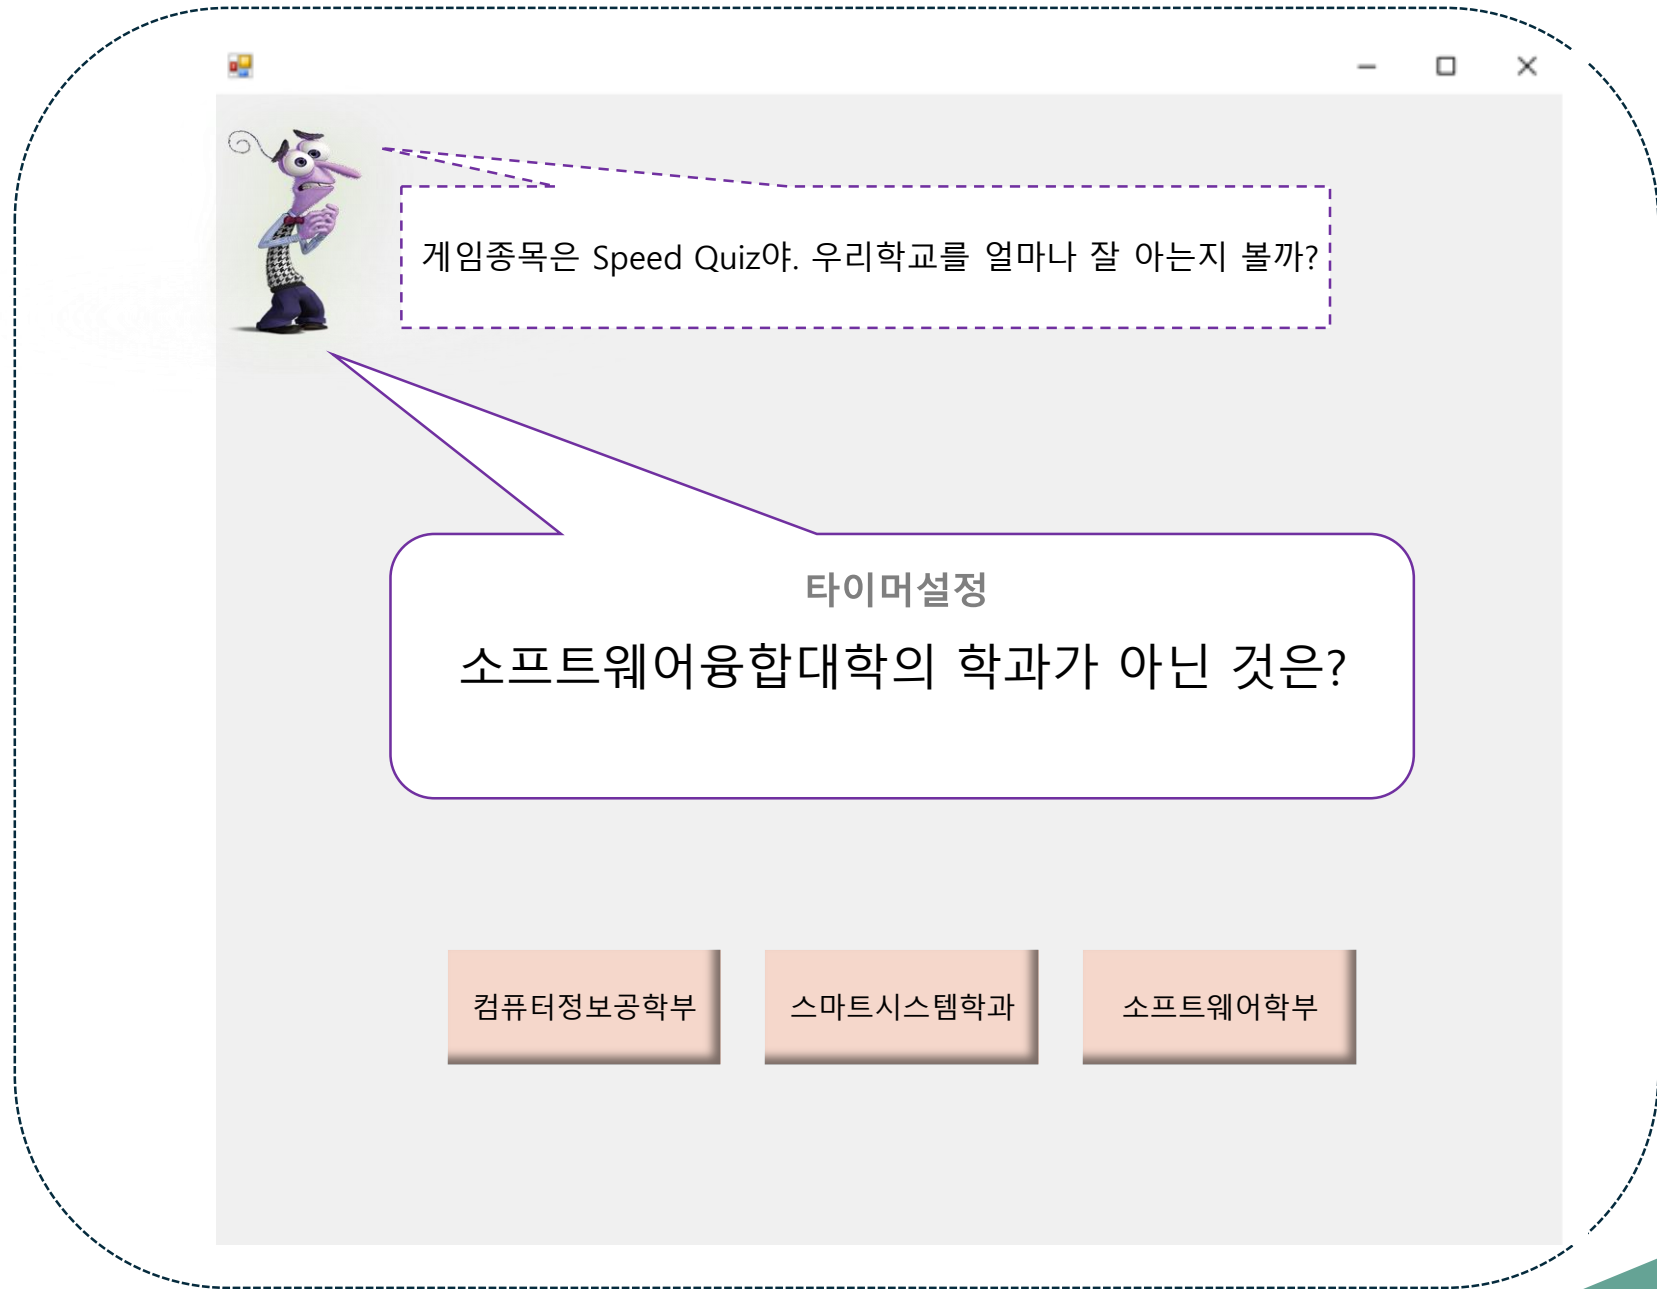 게임종목은 Speed Quiz야. 우리학교를 얼마나 잘 아는지 볼까?
타이머설정
소프트웨어융합대학의 학과가 아닌 것은?
컴퓨터정보공학부
스마트시스템학과
소프트웨어학부